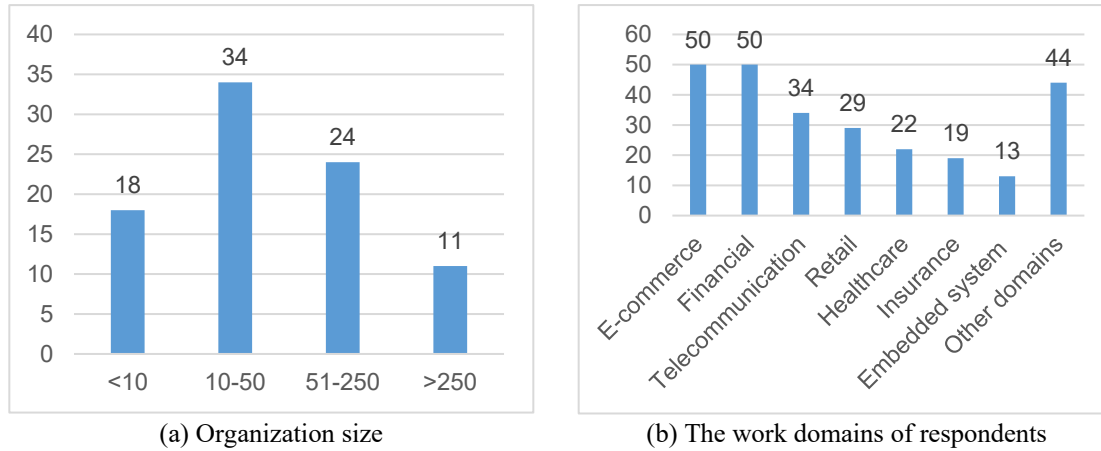 40
35
30
25
20
15
10
5
0
18
34
24
11
<10 10-50 51-250 >250
(a) Organization size
60
50
40
30
20
10
0
50 50
34
29
22
19
13
44
E-commerce
Financial
Telecommunication
Retail
Healthcare
Insurance
Embedded system
Other domains
(b) The work domains of respondents